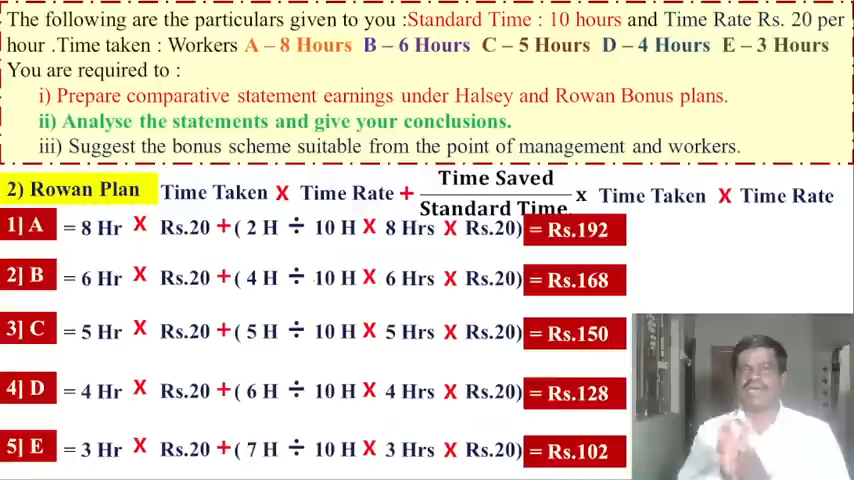 The following are the particulars given to you :Standard Time : 10 hours and Time Rate Rs. 20 per
hour .Time taken : Workers A – 8 Hours B – 6 Hours C – 5 Hours D – 4 Hours E – 3 Hours
You are required to :
i) Prepare comparative statement earnings under Halsey and Rowan Bonus plans.
ii) Analyse the statements and give your conclusions.
iii) Suggest the bonus scheme suitable from the point of management and workers.
2) Rowan Plan Time Taken X Time Rate + Time Saved / Standard Time. x Time Taken X Time Rate
1] A = 8 Hr X Rs.20 + ( 2 H ÷ 10 H X 8 Hrs X Rs.20) = Rs.192
2] B = 6 Hr X Rs.20 + ( 4 H ÷ 10 H X 6 Hrs X Rs.20) = Rs.168
3] C = 5 Hr X Rs.20 + ( 5 H ÷ 10 H X 5 Hrs X Rs.20) = Rs.150
4] D = 4 Hr X Rs.20 + ( 6 H ÷ 10 H X 4 Hrs X Rs.20) = Rs.128
5] E = 3 Hr X Rs.20 + ( 7 H ÷ 10 H X 3 Hrs X Rs.20) = Rs.102